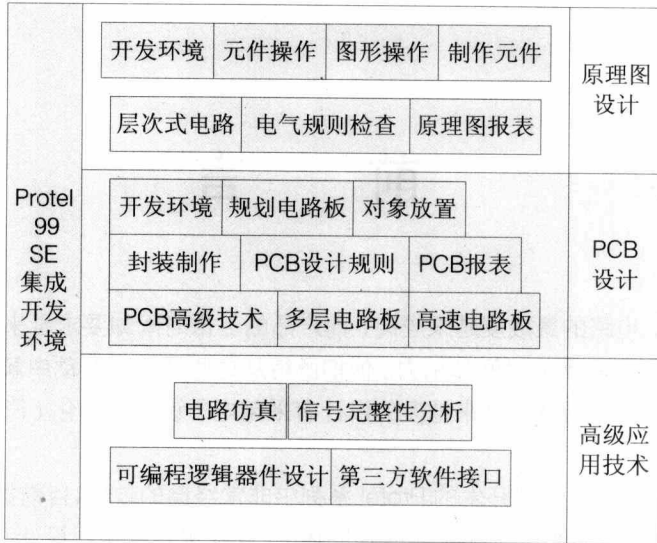 开发环境 元件操作 图形操作 制作元件
层次式电路 电气规则检查 原理图报表
原理图
设计
Protel
99
SE
集成
开发
环境
开发环境 规划电路板 对象放置
封装制作 PCB设计规则 PCB报表
PCB高级技术 多层电路板 高速电路板
PCB
设计
电路仿真 信号完整性分析
可编程逻辑器件设计 第三方软件接口
高级应
用技术